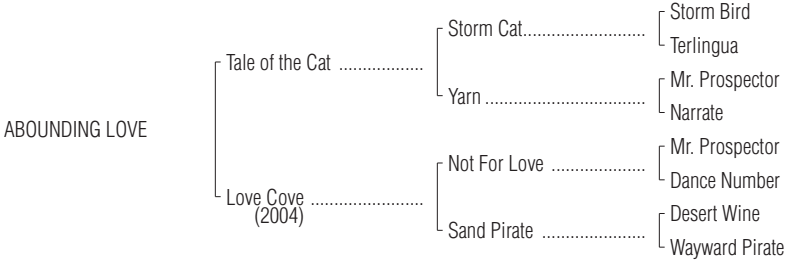 Storm Bird
Storm Cat..........................
Terlingua
Tale of the Cat ..................
Mr. Prospector
Yarn ..................................
Narrate
ABOUNDING LOVE
Mr. Prospector
Not For Love ....................
Dance Number
Love Cove ........................
(2004)
Desert Wine
Sand Pirate ......................
Wayward Pirate